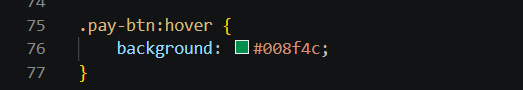 74
75 .pay-btn:hover {
76 background: #008f4c;
77 }